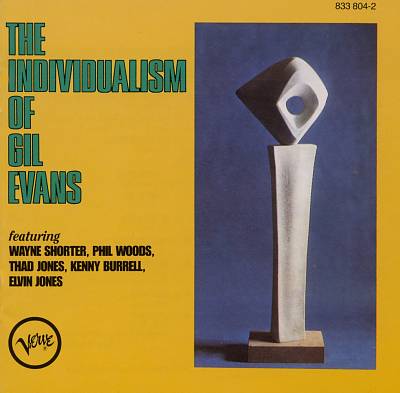 833 804-2
THE
INDIVIDUALISM
OF
GIL
EVANS
featuring
WAYNE SHORTER, PHIL WOODS,
THAD JONES, KENNY BURRELL,
ELVIN JONES
VERVE